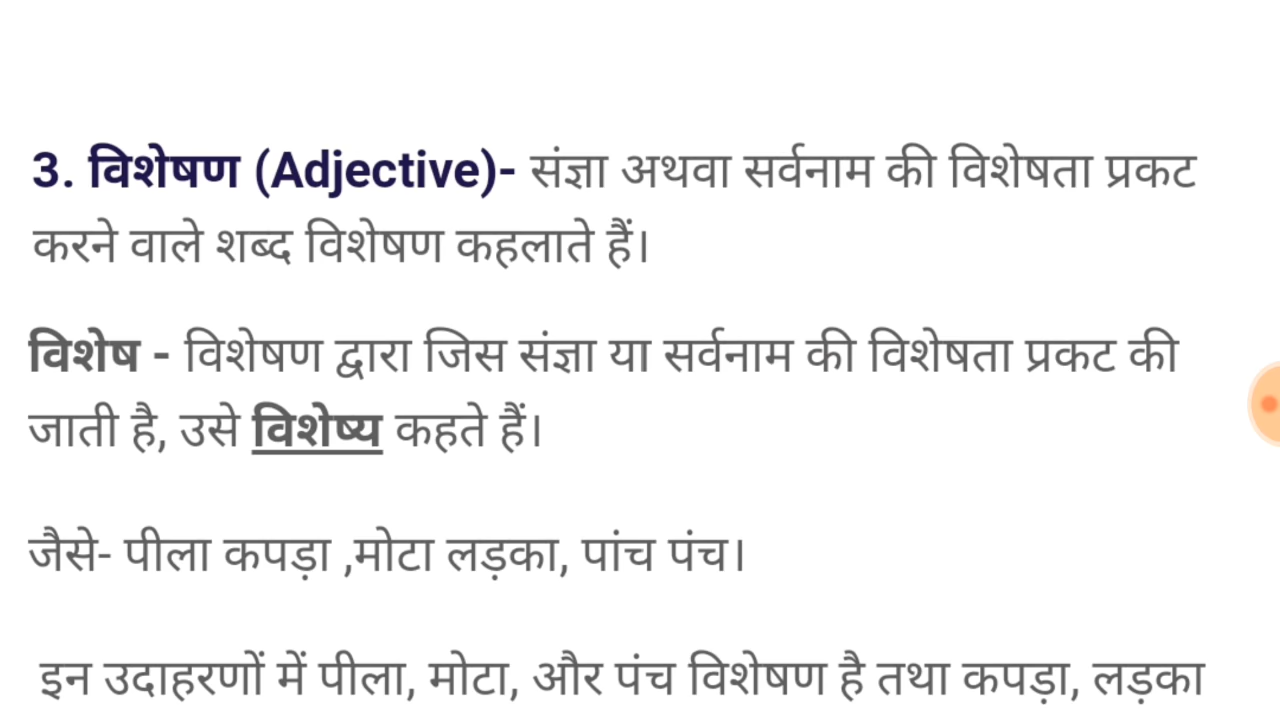 3. विशेषण (Adjective)- संज्ञा अथवा सर्वनाम की विशेषता प्रकट
करने वाले शब्द विशेषण कहलाते हैं।
विशेष - विशेषण द्वारा जिस संज्ञा या सर्वनाम की विशेषता प्रकट की
जाती है, उसे विशेष्य कहते हैं।
जैसे- पीला कपड़ा ,मोटा लड़का, पांच पंच।
इन उदाहरणों में पीला, मोटा, और पंच विशेषण है तथा कपड़ा, लड़का